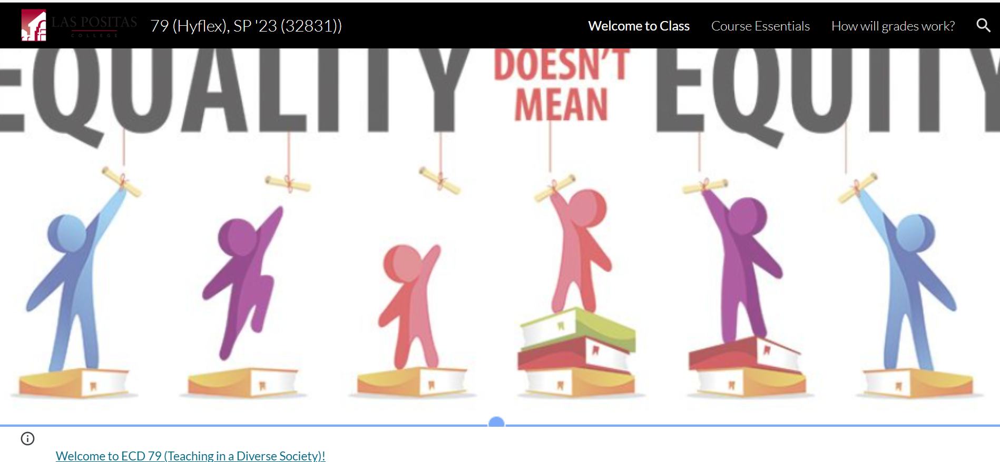 LAS POSITAS
COLLEGE
79 (Hyflex), SP '23 (32831))
Welcome to Class
Course Essentials
How will grades work?
EQUALITY
DOESN'T
MEAN
EQUITY
Welcome to ECD 79 (Teaching in a Diverse Society)!